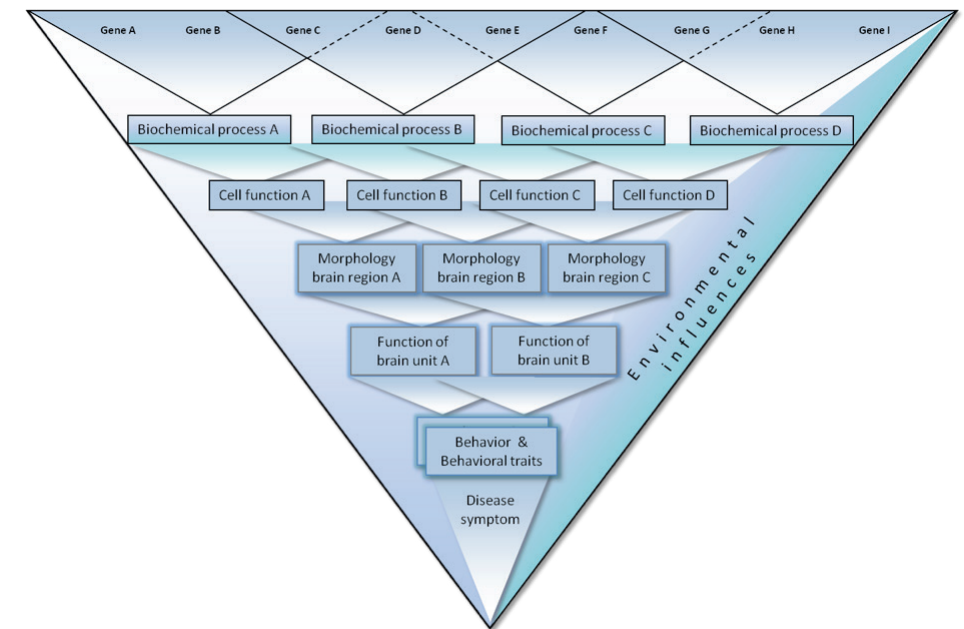 Gene A Gene B Gene C Gene D Gene E Gene F Gene G Gene H Gene I
Biochemical process A Biochemical process B Biochemical process C Biochemical process D
Cell function A Cell function B Cell function C Cell function D
Morphology
brain region A
Morphology
brain region B
Morphology
brain region C
Environmental
influences
Function of
brain unit A
Function of
brain unit B
Behavior &
Behavioral traits
Disease
symptom